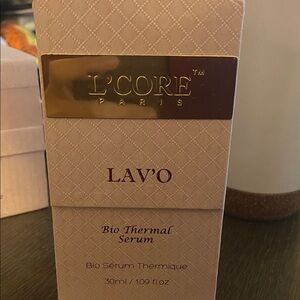 L'CORE™
PARIS
LAV'O
Bio Thermal
Serum
Bio Sérum Thermique
30ml / 1.09 fl.oz